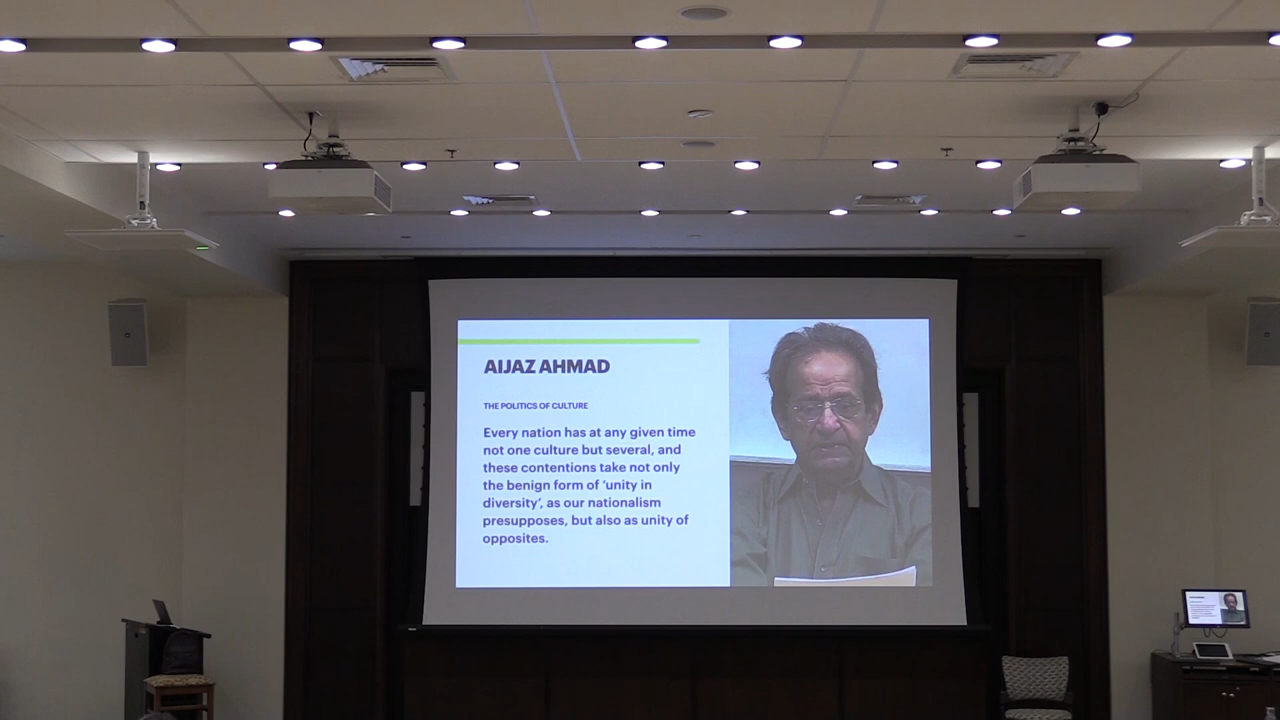 AIJAZ AHMAD
THE POLITICS OF CULTURE
Every nation has at any given time
not one culture but several, and
these contentions take not only
the benign form of ‘unity in
diversity’, as our nationalism
presupposes, but also as unity of
opposites.